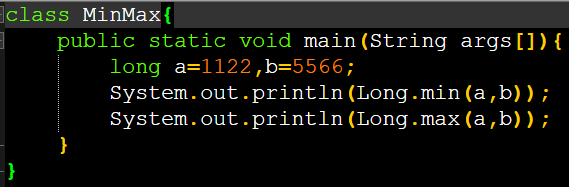 class MinMax{
    public static void main(String args[]){
        long a=1122,b=5566;
        System.out.println(Long.min(a,b));
        System.out.println(Long.max(a,b));
    }
}